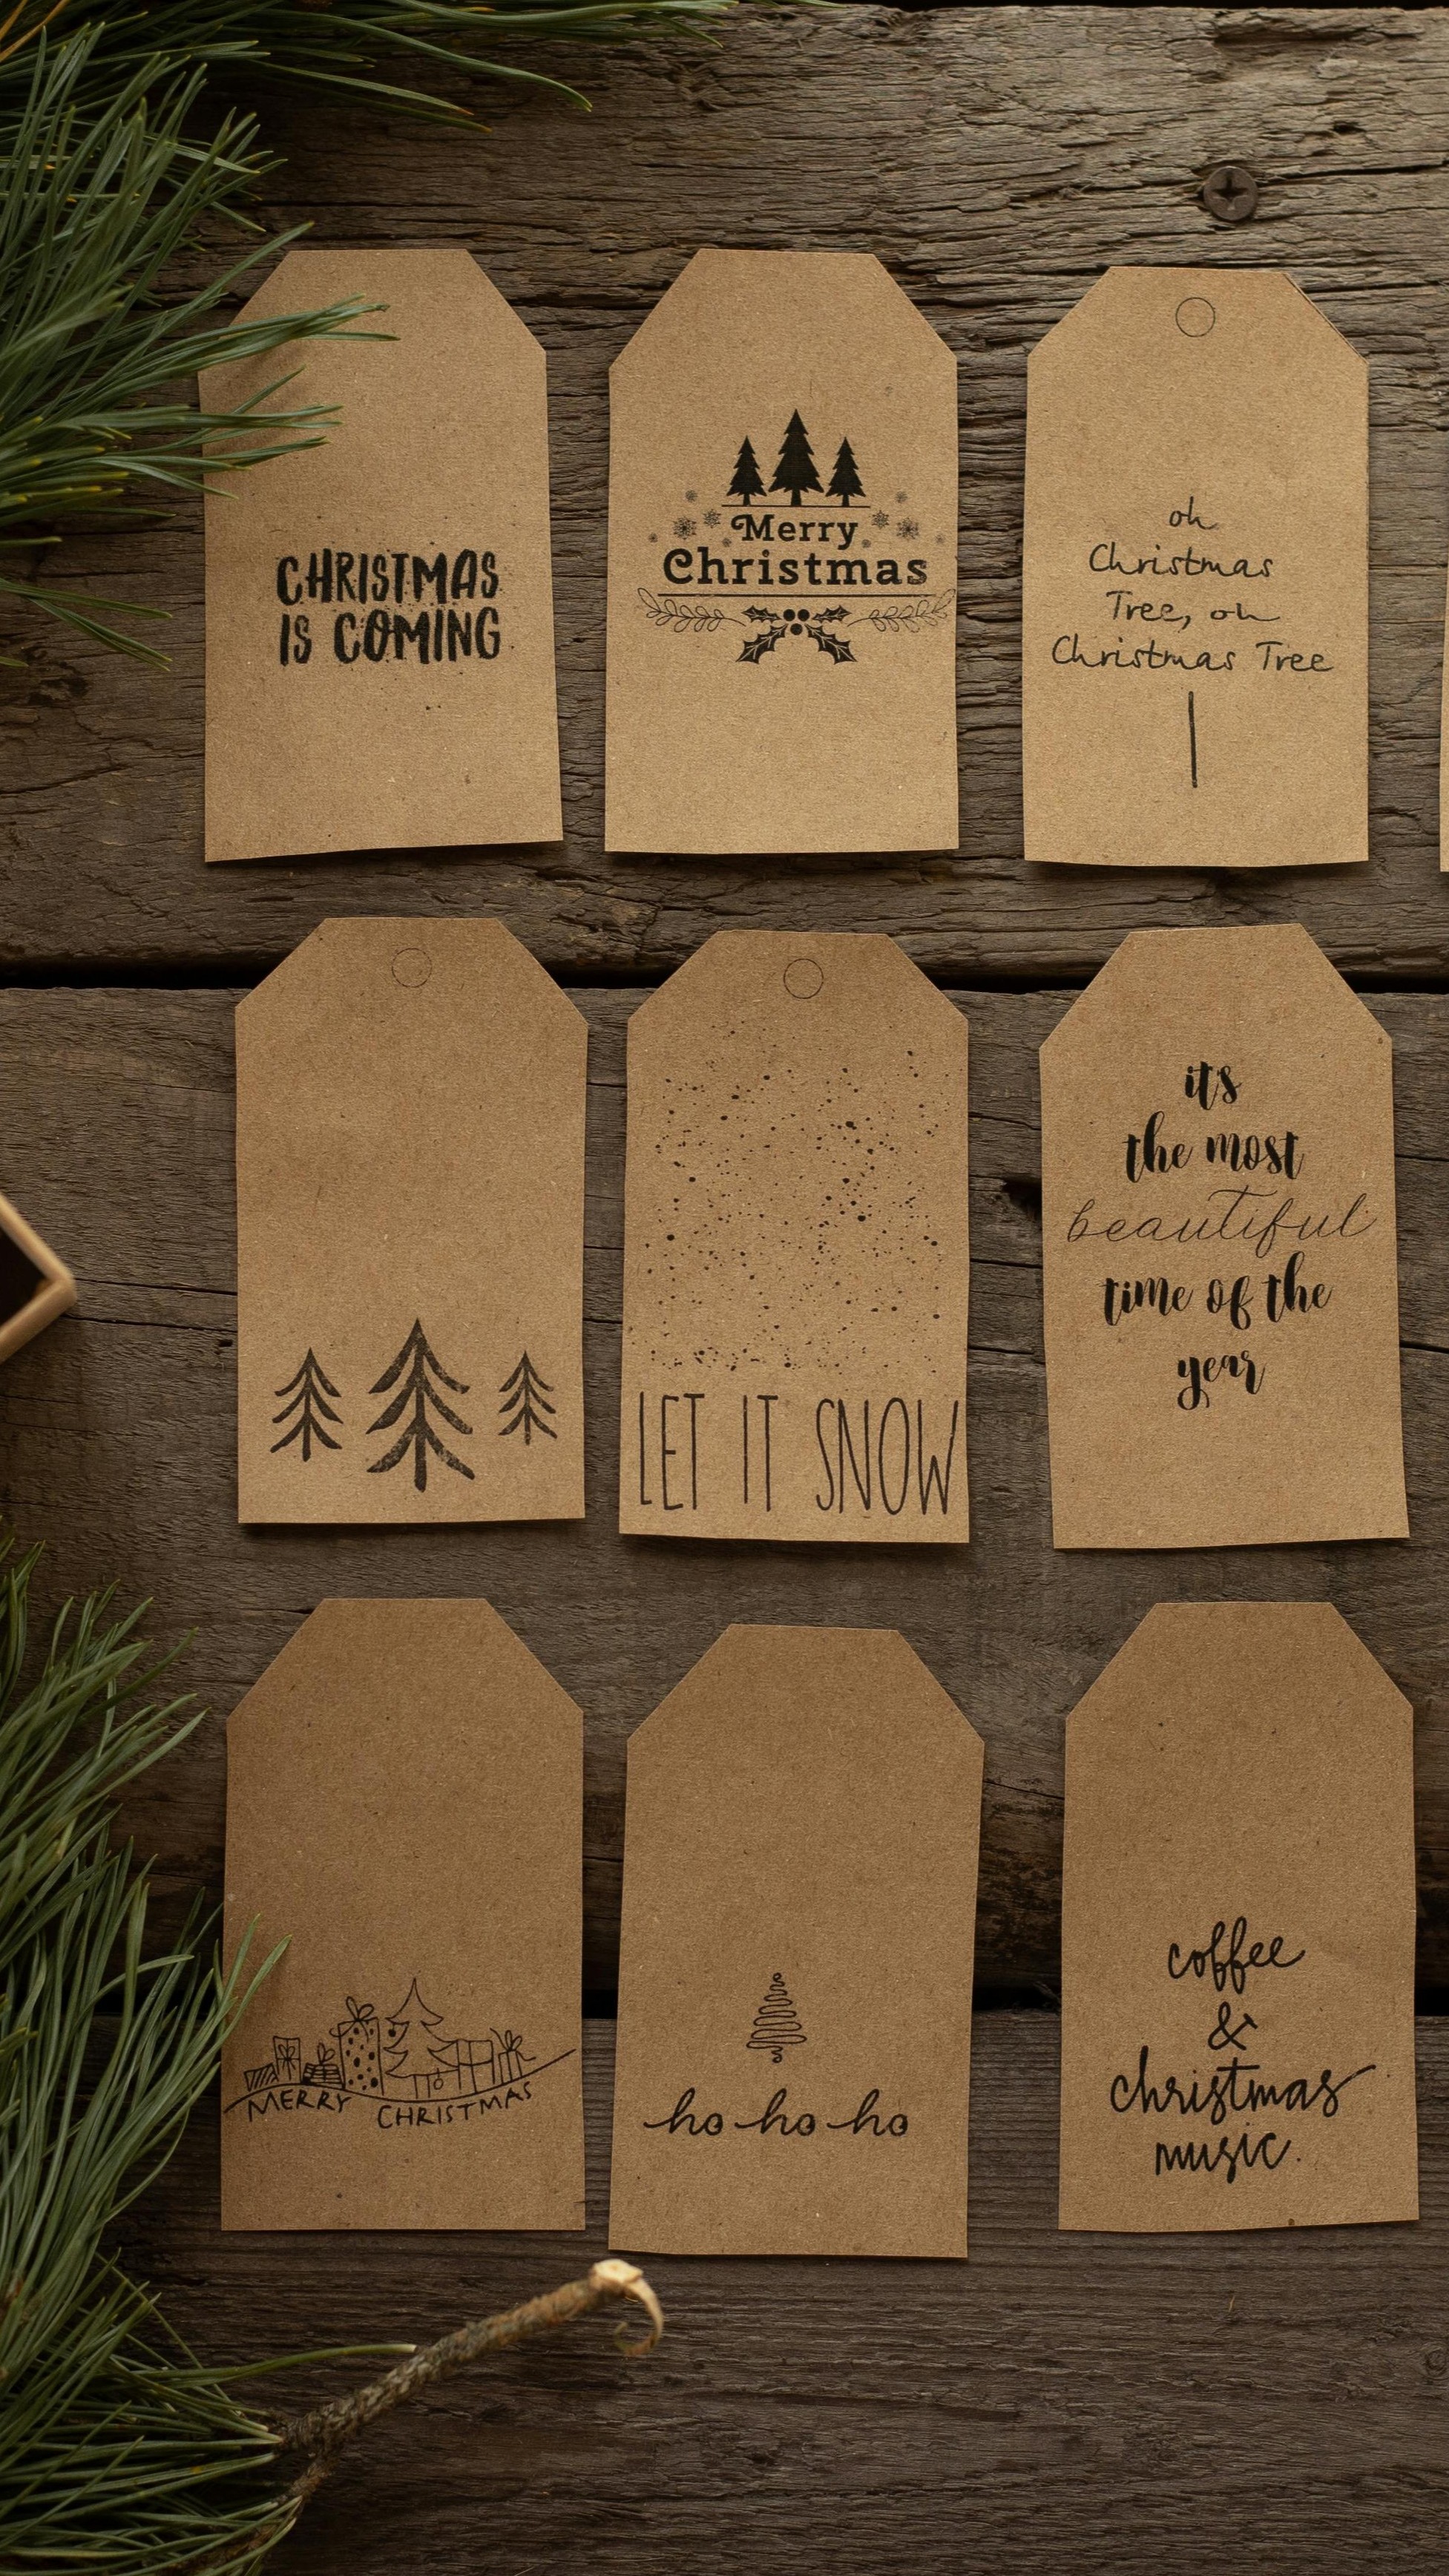 CHRISTMAS
IS COMING
Merry
Christmas
oh
Christmas
Tree, oh
Christmas Tree
LET IT SNOW
it's
the most
beautiful
time of the
year
MERRY CHRISTMAS
ho-ho-ho
coffee
&
christmas
music.